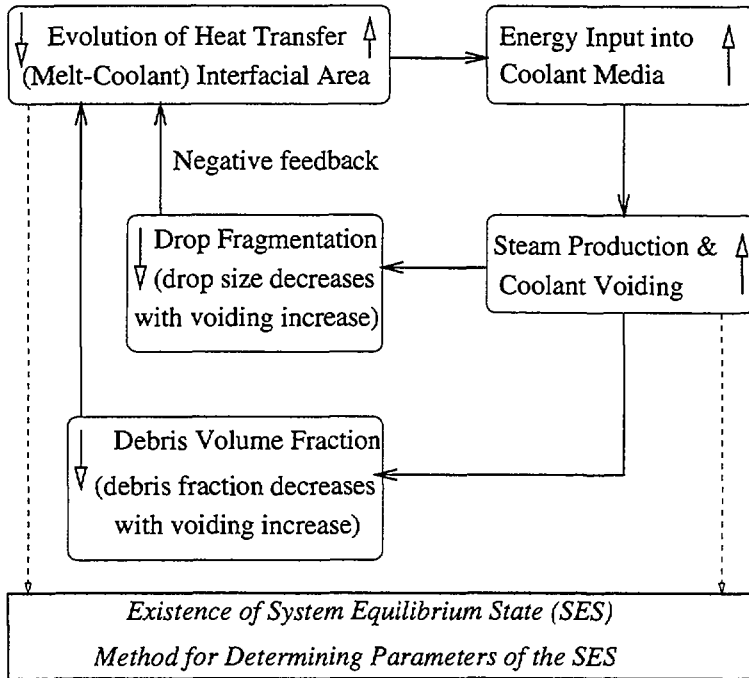 Evolution of Heat Transfer
(Melt-Coolant) Interfacial Area
Energy Input into
Coolant Media
Negative feedback
Drop Fragmentation
(drop size decreases
with voiding increase)
Steam Production &
Coolant Voiding
Debris Volume Fraction
(debris fraction decreases
with voiding increase)
Existence of System Equilibrium State (SES)
Method for Determining Parameters of the SES